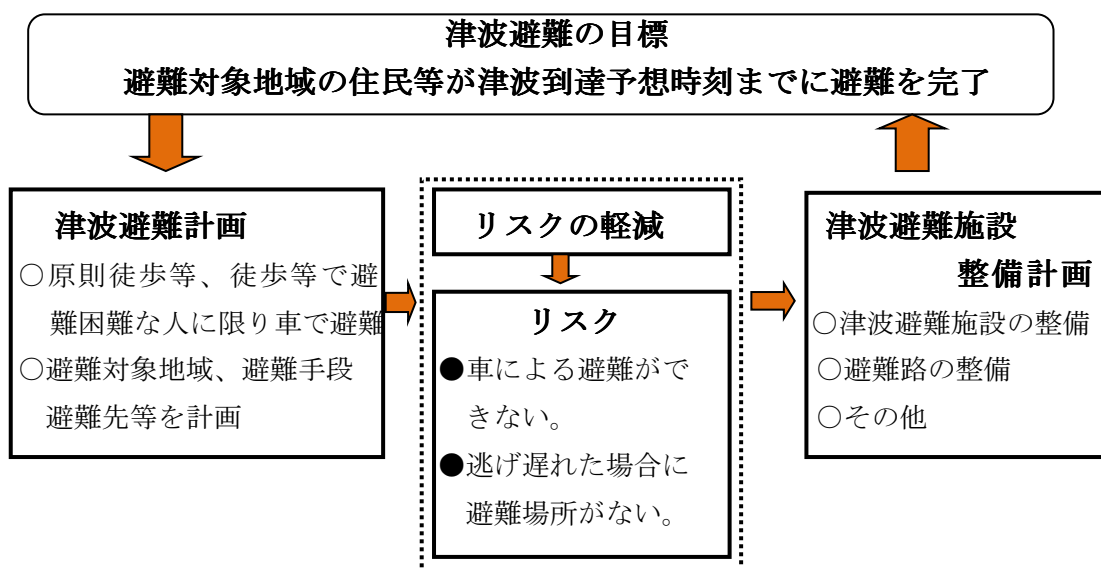 津波避難の目標
避難対象地域の住民等が津波到達予想時刻までに避難を完了
津波避難計画
○原則徒歩等、徒歩等で避
難困難な人に限り車で避難
○避難対象地域、避難手段
避難先等を計画
リスクの軽減
リスク
●車による避難がで
きない。
●逃げ遅れた場合に
避難場所がない。
津波避難施設
整備計画
○津波避難施設の整備
○避難路の整備
○その他